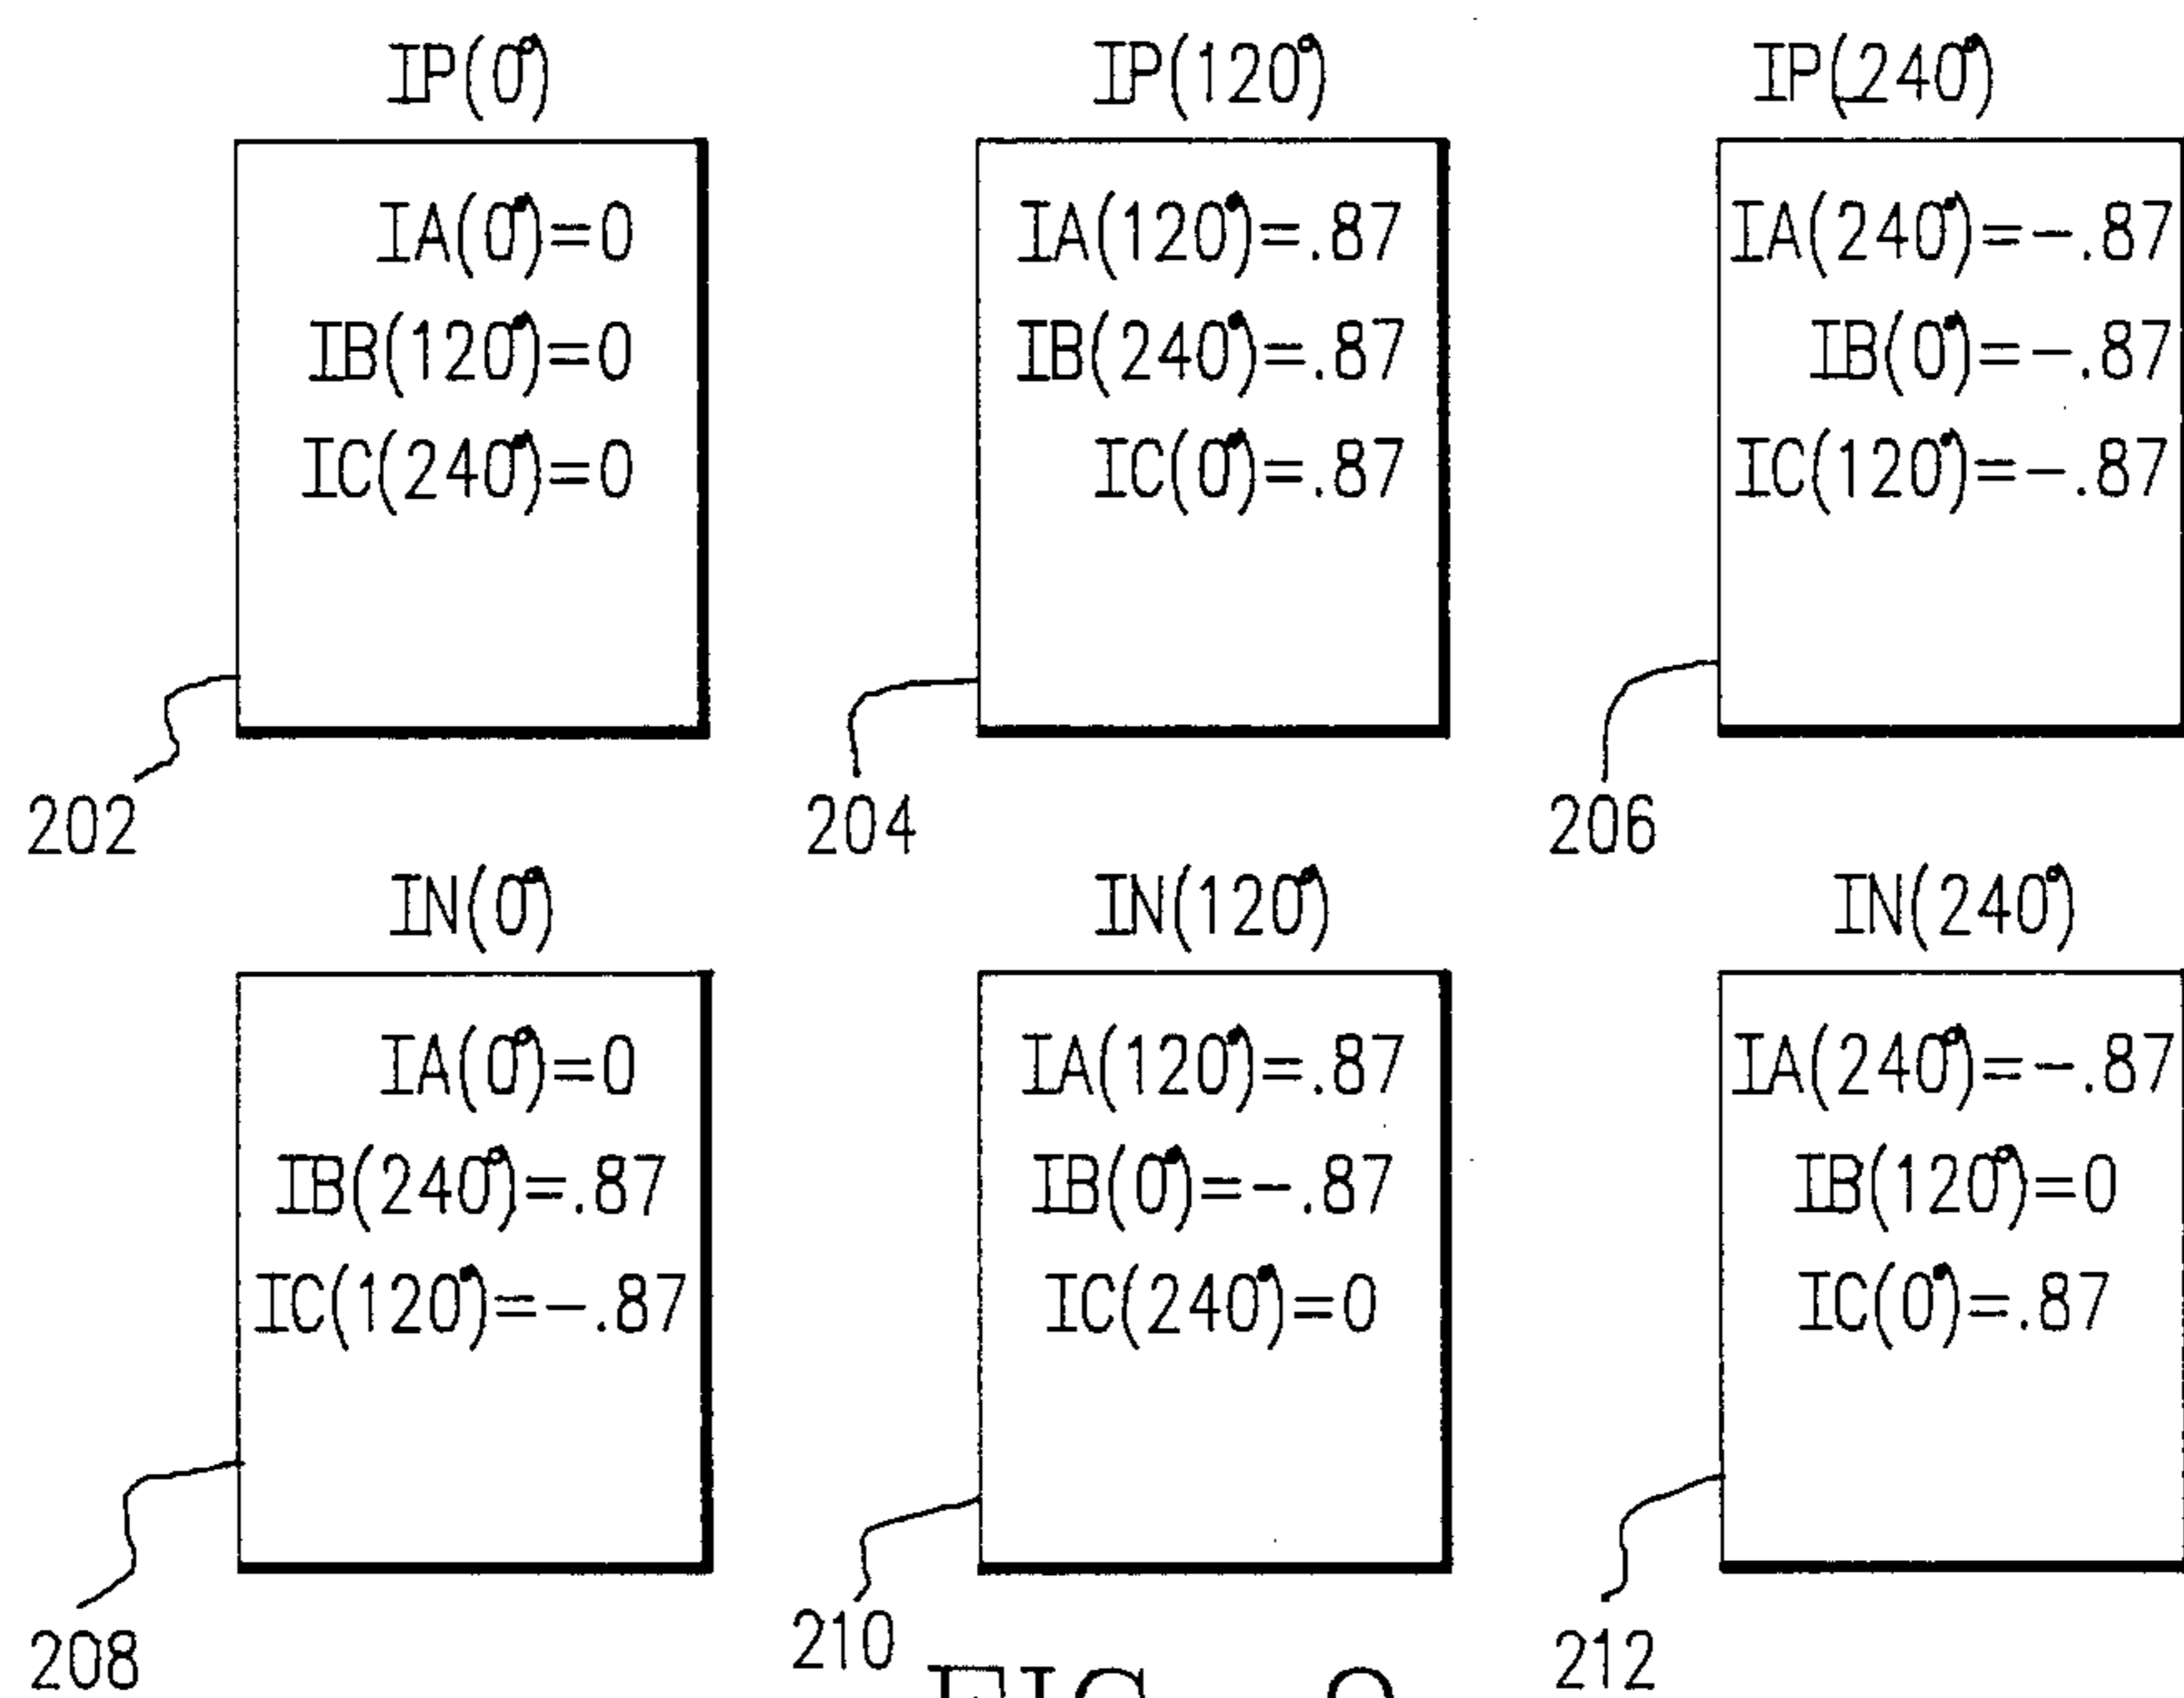 IP(0°) IP(120°) IP(240°)
IA(0°)=0
IB(120°)=0
IC(240°)=0
IA(120°)=.87
IB(240°)=.87
IC(0°)=.87
IA(240°)=-.87
IB(0°)=-.87
IC(120°)=-.87
202 204 206
IN(0°) IN(120°) IN(240°)
IA(0°)=0
IB(240°)=.87
IC(120°)=-.87
IA(120°)=.87
IB(0°)=-.87
IC(240°)=0
IA(240°)=-.87
IB(120°)=0
IC(0°)=.87
208 210 212
FIG.